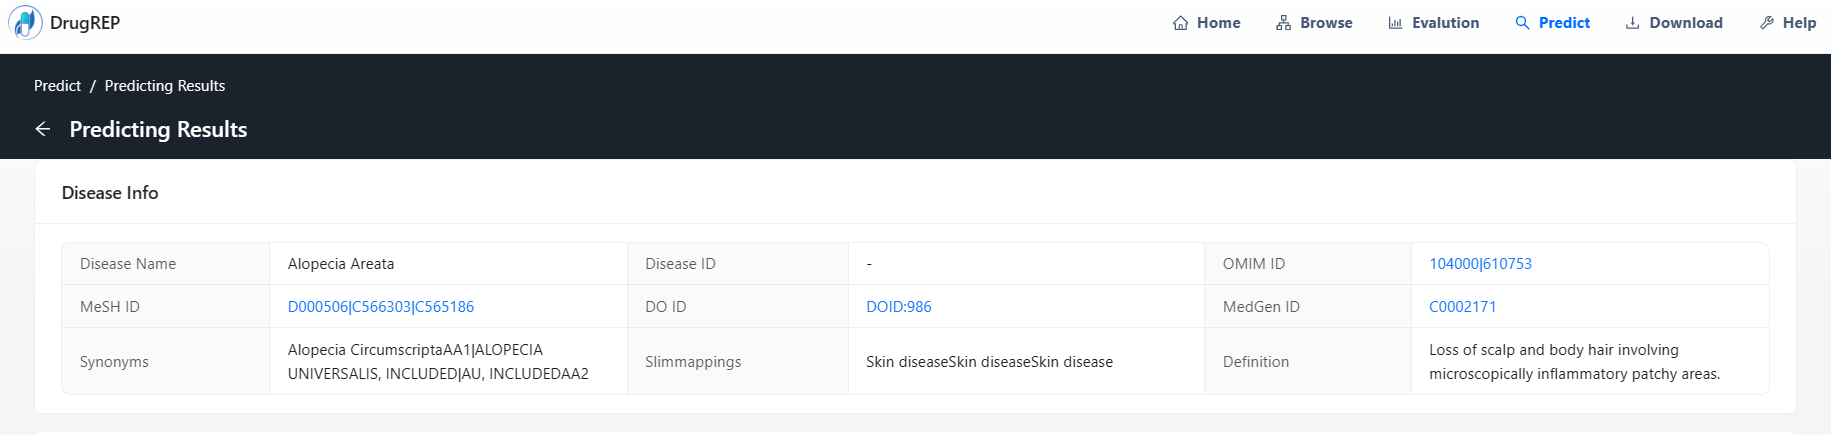 DrugREP
Home Browse Evalution Predict Download Help
Predict / Predicting Results
Predicting Results
Disease Info
Disease Name Alopecia Areata Disease ID - OMIM ID 104000|610753
MeSH ID D000506|C566303|C565186 DO ID DOID:986 MedGen ID C0002171
Synonyms Alopecia CircumscriptaAA1|ALOPECIA
UNIVERSALIS, INCLUDED|AU, INCLUDEDAA2
Slimmappings Skin diseaseSkin diseaseSkin disease
Definition Loss of scalp and body hair involving
microscopically inflammatory patchy areas.